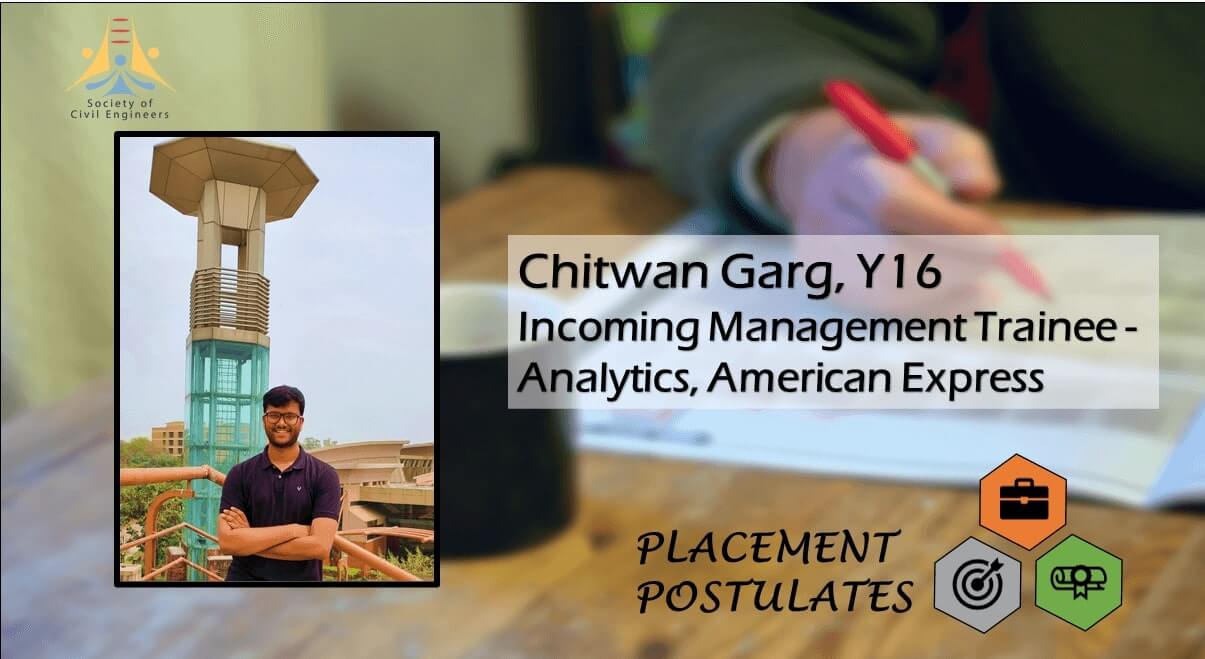 Society of
Civil Engineers
Chitwan Garg, Y16
Incoming Management Trainee -
Analytics, American Express
PLACEMENT
POSTULATES